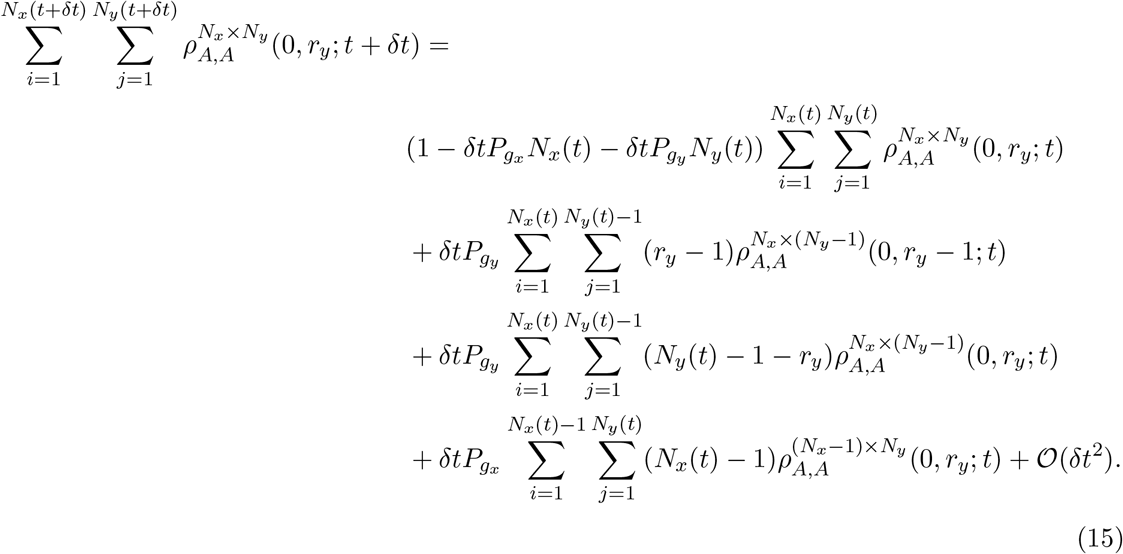 \sum_{i=1}^{N_x(t+\delta t)} \sum_{j=1}^{N_y(t+\delta t)} \rho_{A,A}^{N_x \times N_y}(0, r_y; t + \delta t) =
(1 - \delta t P_{g_x} N_x(t) - \delta t P_{g_y} N_y(t)) \sum_{i=1}^{N_x(t)} \sum_{j=1}^{N_y(t)} \rho_{A,A}^{N_x \times N_y}(0, r_y; t)
+ \delta t P_{g_y} \sum_{i=1}^{N_x(t)} \sum_{j=1}^{N_y(t)-1} (r_y - 1) \rho_{A,A}^{N_x \times (N_y-1)}(0, r_y - 1; t)
+ \delta t P_{g_y} \sum_{i=1}^{N_x(t)} \sum_{j=1}^{N_y(t)-1} (N_y(t) - 1 - r_y) \rho_{A,A}^{N_x \times (N_y-1)}(0, r_y; t)
+ \delta t P_{g_x} \sum_{i=1}^{N_x(t)-1} \sum_{j=1}^{N_y(t)} (N_x(t) - 1) \rho_{A,A}^{(N_x-1) \times N_y}(0, r_y; t) + \mathcal{O}(\delta t^2).
(15)